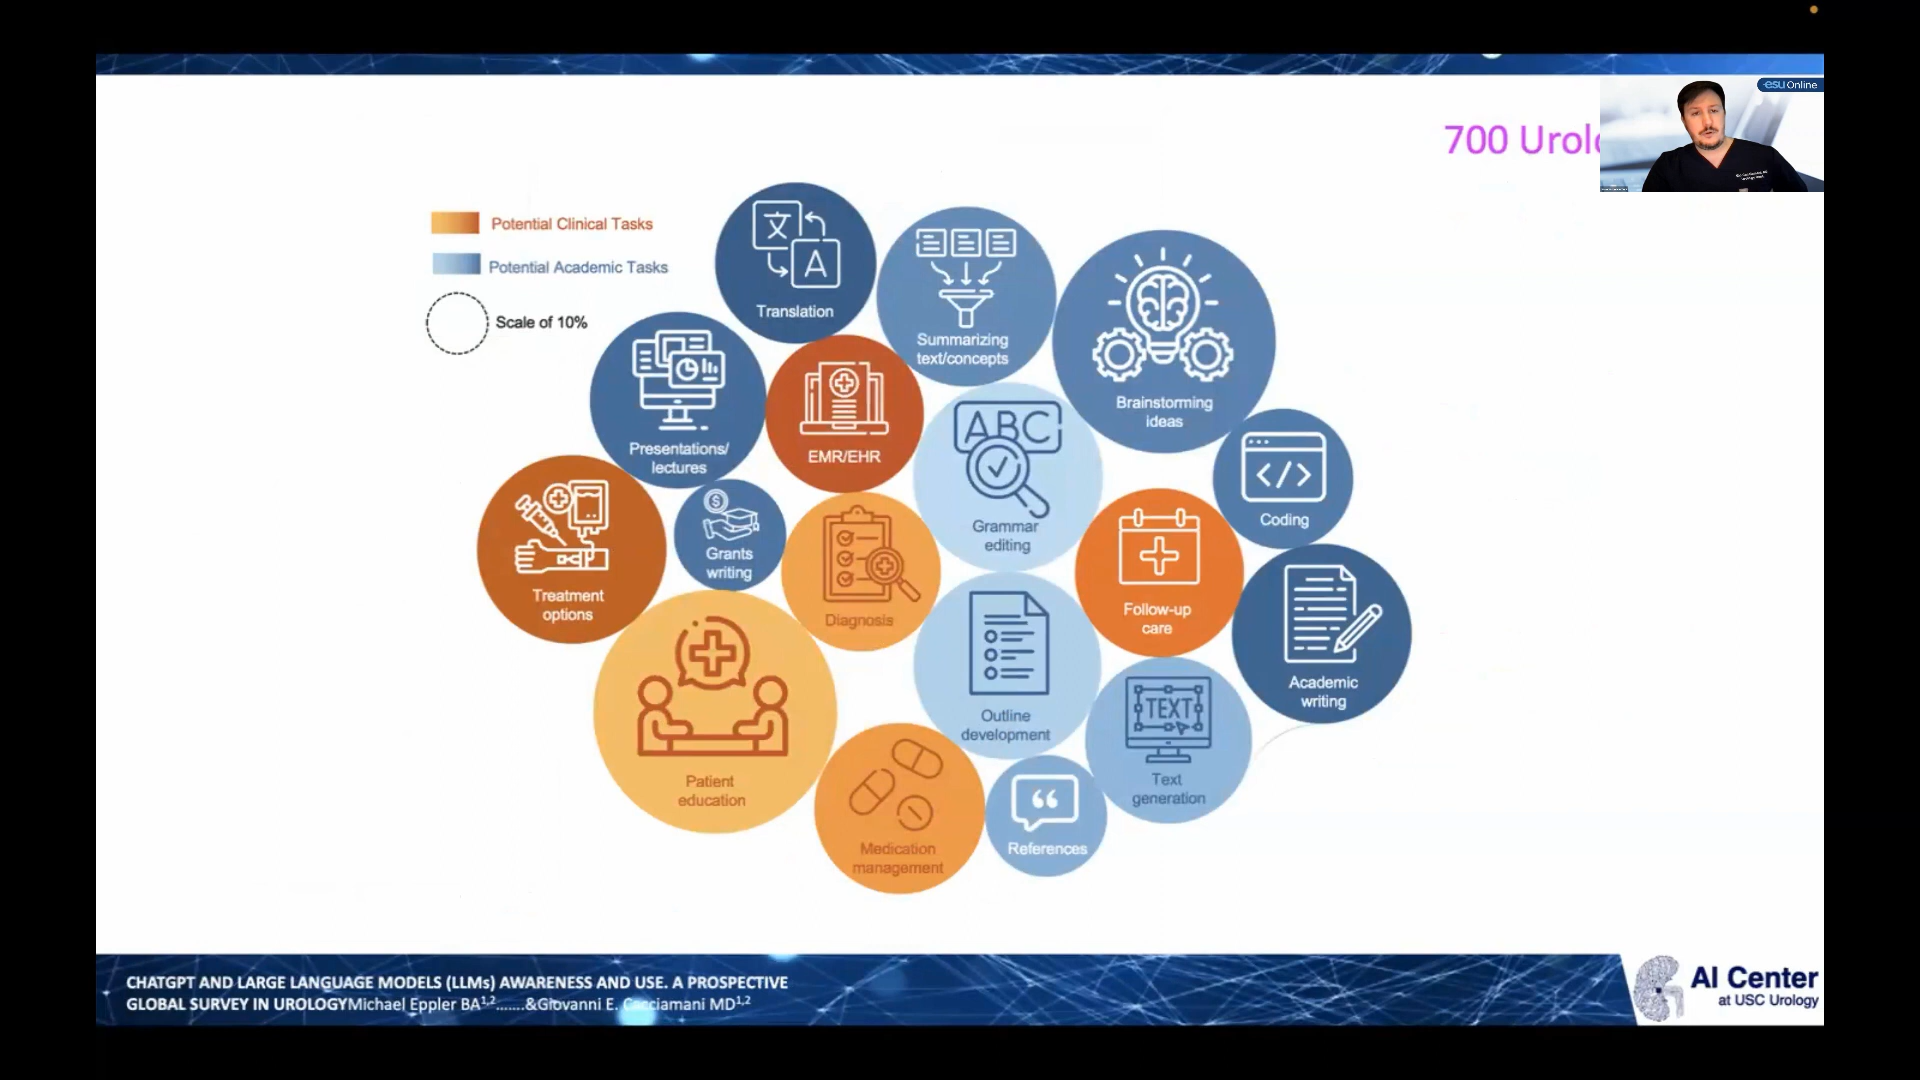 esu Online
700 Urol
Potential Clinical Tasks
Potential Academic Tasks
Scale of 10%
文
A
Translation
Summarizing
text/concepts
Brainstorming
ideas
Presentations/
lectures
EMR/EHR
ABC
Grammar
editing
</>
Coding
Treatment
options
$
Grants
writing
Diagnosis
Follow-up
care
Academic
writing
Patient
education
Outline
development
TEXT
Text
generation
Medication
management
“
References
CHATGPT AND LARGE LANGUAGE MODELS (LLMs) AWARENESS AND USE. A PROSPECTIVE
GLOBAL SURVEY IN UROLOGYMichael Eppler BA1,2.......&Giovanni E. Cacciamani MD1,2
AI Center
at USC Urology